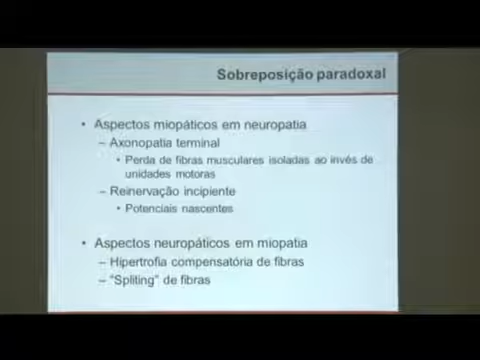 Sobreposição paradoxal
• Aspectos miopáticos em neuropatia
– Axonopatia terminal
• Perda de fibras musculares isoladas ao invés de
unidades motoras
– Reinervação incipiente
• Potenciais nascentes
• Aspectos neuropáticos em miopatia
– Hipertrofia compensatória de fibras
– "Spliting" de fibras